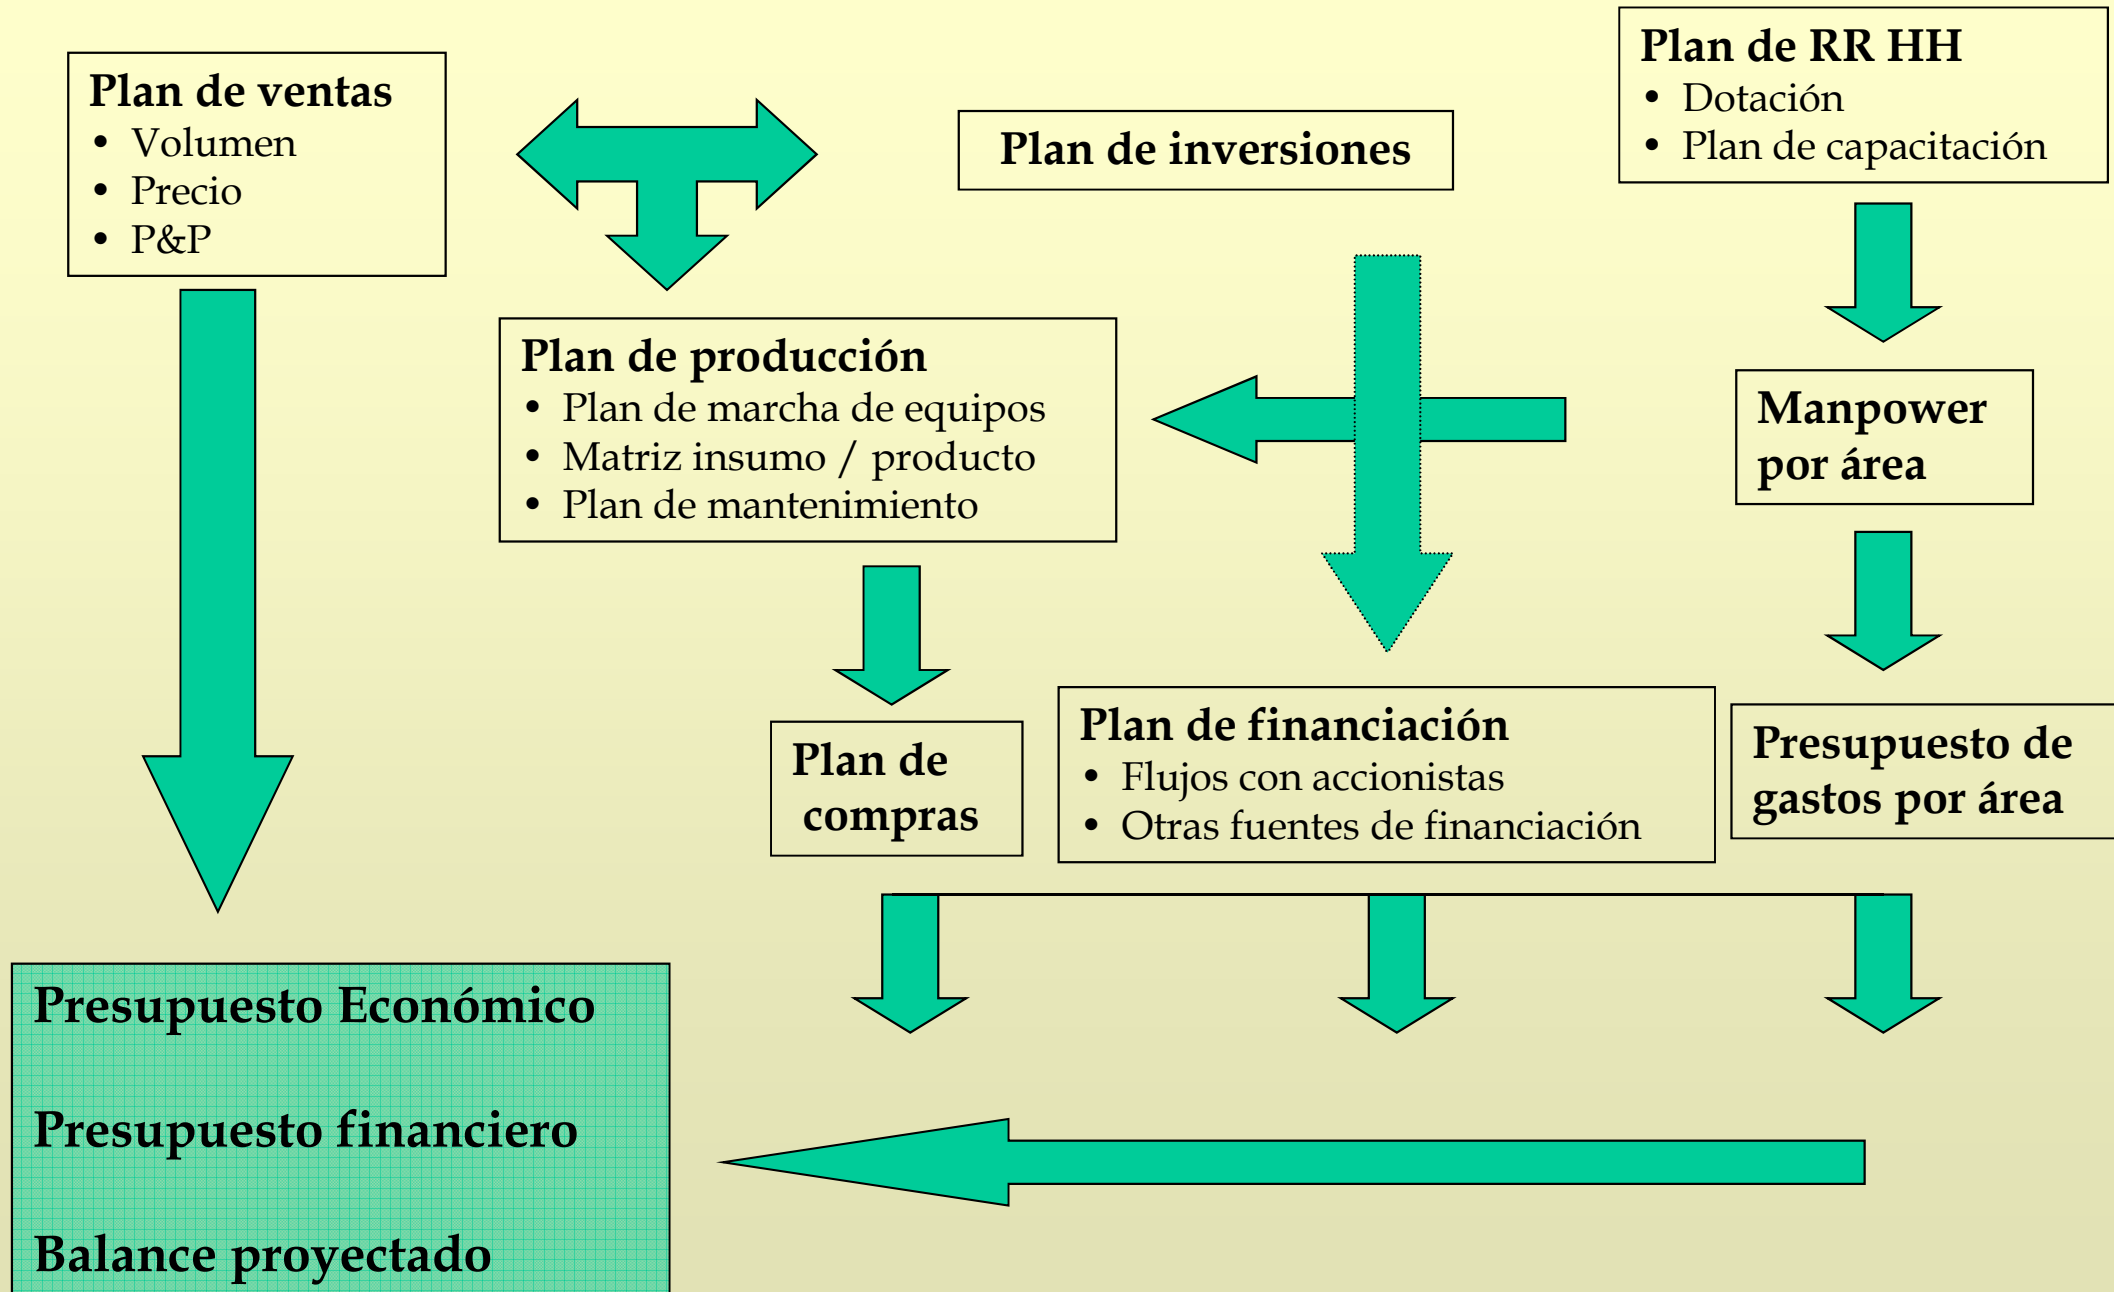 Plan de ventas
• Volumen
• Precio
• P&P
Plan de inversiones
Plan de RR HH
• Dotación
• Plan de capacitación
Plan de producción
• Plan de marcha de equipos
• Matriz insumo / producto
• Plan de mantenimiento
Manpower
por área
Plan de
compras
Plan de financiación
• Flujos con accionistas
• Otras fuentes de financiación
Presupuesto de
gastos por área
Presupuesto Económico
Presupuesto financiero
Balance proyectado